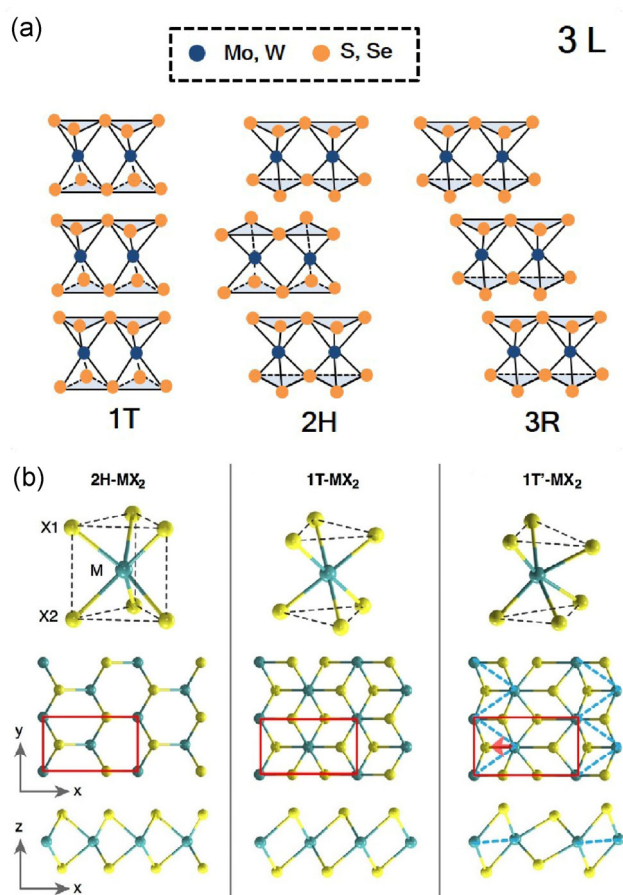 (a)
3 L
Mo, W
S, Se
1T
2H
3R
(b)
2H-MX₂
1T-MX₂
1T'-MX₂
X1
M
X2
y
x
z
x